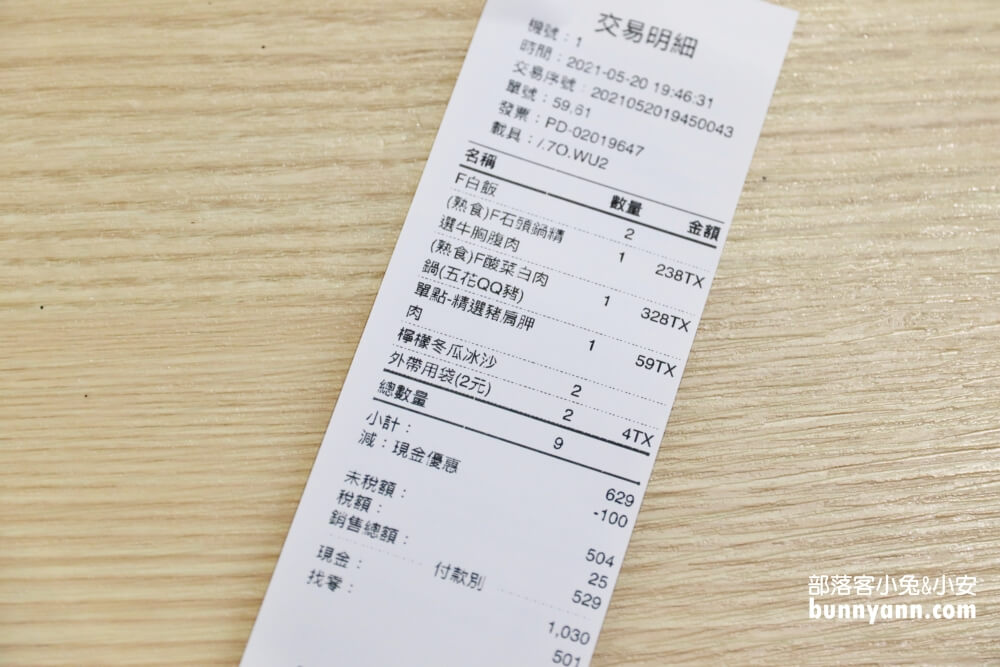 交易明細
機號：1
時間：2021-05-20 19:46:31
交易序號：2021052019450043
單號：59.61
發票：PD-02019647
載具：/.7O.WU2
名稱 數量 金額
F白飯 2
(熟食)F石頭鍋精 1 238TX
選牛胸腹肉
(熟食)F酸菜白肉 1 328TX
鍋(五花QQ豬)
單點-精選豬肩胛 1 59TX
肉
檸檬冬瓜冰沙 2
外帶用袋(2元) 2 4TX
總數量 9
小計： 629
減：現金優惠 -100
未稅額： 504
稅額： 25
銷售總額： 529
付款別
現金： 1,030
找零： 501
部落客小兔&小安
bunnyann.com